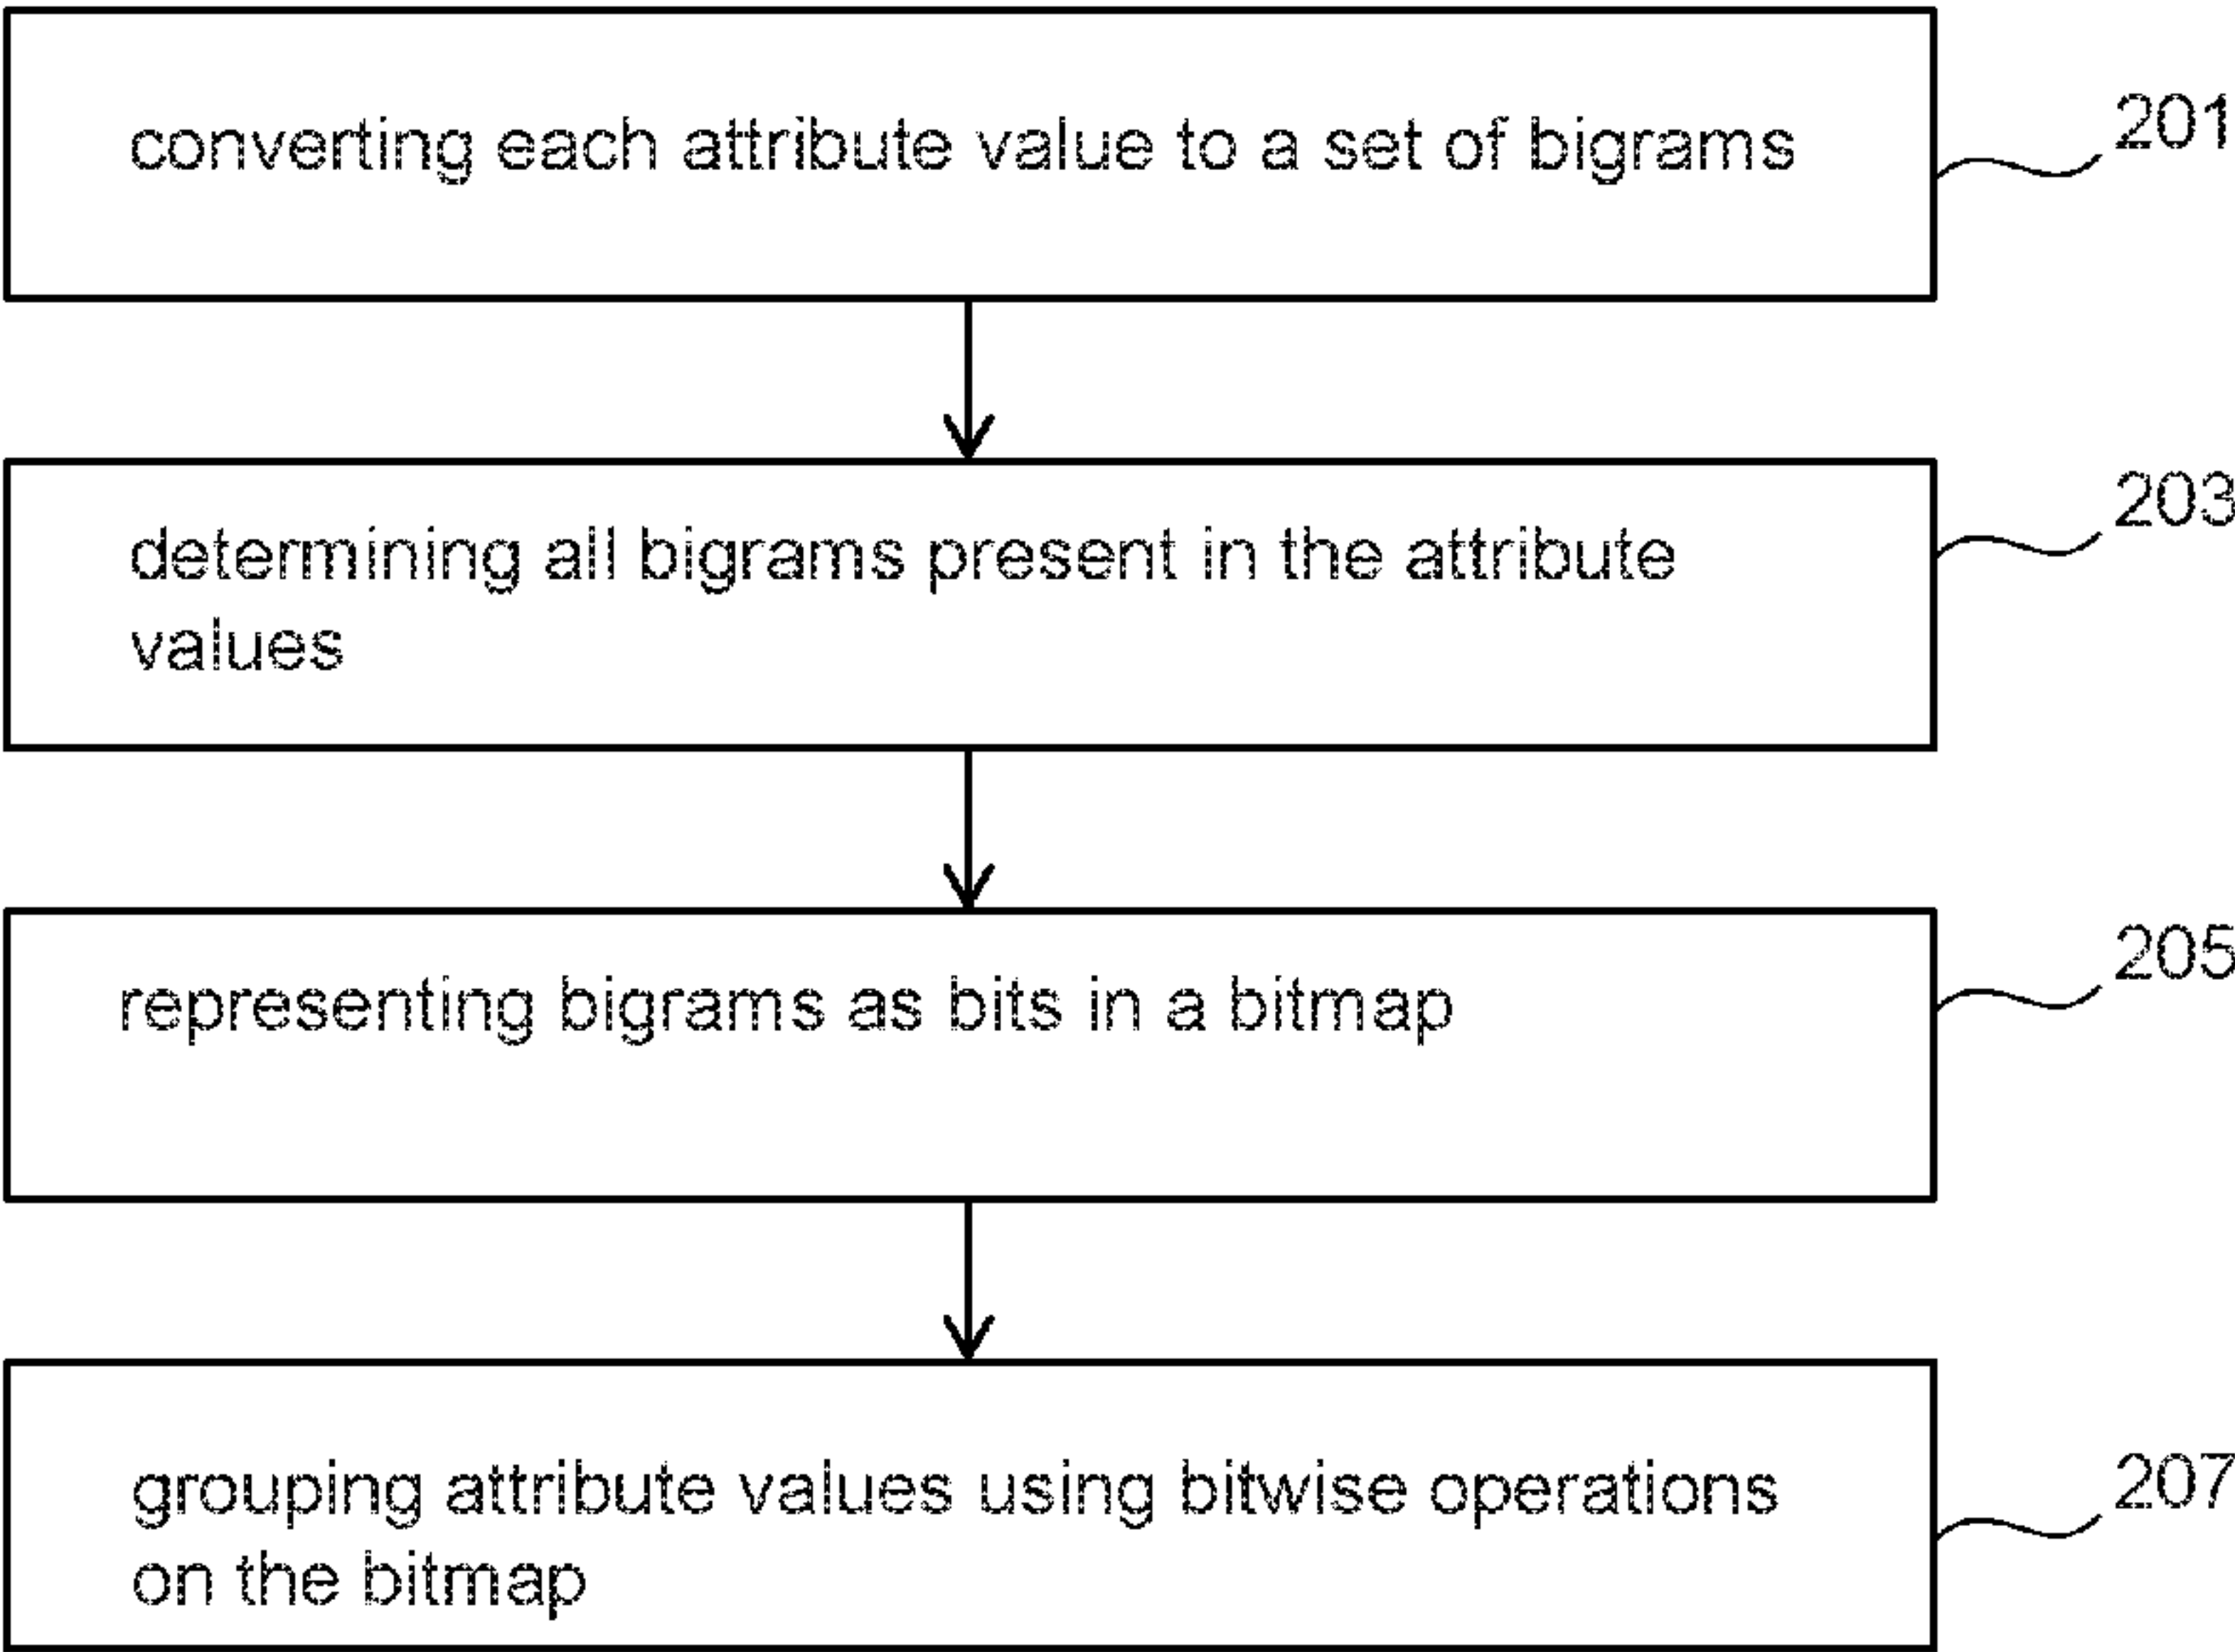 converting each attribute value to a set of bigrams
201
determining all bigrams present in the attribute
values
203
representing bigrams as bits in a bitmap
205
grouping attribute values using bitwise operations
on the bitmap
207